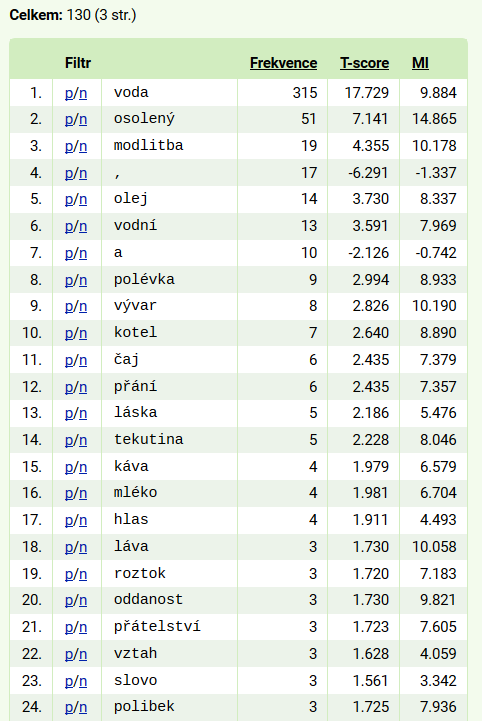 Celkem: 130 (3 str.)
Filtr Frekvence T-score MI
1. p/n voda 315 17.729 9.884
2. p/n osolený 51 7.141 14.865
3. p/n modlitba 19 4.355 10.178
4. p/n , 17 -6.291 -1.337
5. p/n olej 14 3.730 8.337
6. p/n vodní 13 3.591 7.969
7. p/n a 10 -2.126 -0.742
8. p/n polévka 9 2.994 8.933
9. p/n vývar 8 2.826 10.190
10. p/n kotel 7 2.640 8.890
11. p/n čaj 6 2.435 7.379
12. p/n přání 6 2.435 7.357
13. p/n láska 5 2.186 5.476
14. p/n tekutina 5 2.228 8.046
15. p/n káva 4 1.979 6.579
16. p/n mléko 4 1.981 6.704
17. p/n hlas 4 1.911 4.493
18. p/n láva 3 1.730 10.058
19. p/n roztok 3 1.720 7.183
20. p/n oddanost 3 1.730 9.821
21. p/n přátelství 3 1.723 7.605
22. p/n vztah 3 1.628 4.059
23. p/n slovo 3 1.561 3.342
24. p/n polibek 3 1.725 7.936